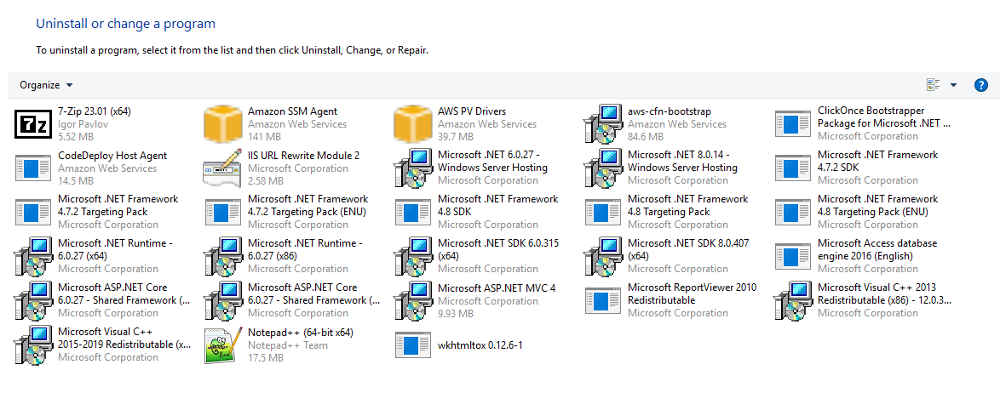 Uninstall or change a program
To uninstall a program, select it from the list and then click Uninstall, Change, or Repair.
Organize
7-Zip 23.01 (x64)
Igor Pavlov
5.52 MB
Amazon SSM Agent
Amazon Web Services
141 MB
AWS PV Drivers
Amazon Web Services
39.7 MB
aws-cfn-bootstrap
Amazon Web Services
84.6 MB
ClickOnce Bootstrapper
Package for Microsoft .NET ...
Microsoft Corporation
CodeDeploy Host Agent
Amazon Web Services
14.5 MB
IIS URL Rewrite Module 2
Microsoft Corporation
2.58 MB
Microsoft .NET 6.0.27 -
Windows Server Hosting
Microsoft Corporation
Microsoft .NET 8.0.14 -
Windows Server Hosting
Microsoft Corporation
Microsoft .NET Framework
4.7.2 SDK
Microsoft Corporation
Microsoft .NET Framework
4.7.2 Targeting Pack
Microsoft Corporation
Microsoft .NET Framework
4.7.2 Targeting Pack (ENU)
Microsoft Corporation
Microsoft .NET Framework
4.8 SDK
Microsoft Corporation
Microsoft .NET Framework
4.8 Targeting Pack
Microsoft Corporation
Microsoft .NET Framework
4.8 Targeting Pack (ENU)
Microsoft Corporation
Microsoft .NET Runtime -
6.0.27 (x64)
Microsoft Corporation
Microsoft .NET Runtime -
6.0.27 (x86)
Microsoft Corporation
Microsoft .NET SDK 6.0.315
(x64)
Microsoft Corporation
Microsoft .NET SDK 8.0.407
(x64)
Microsoft Corporation
Microsoft Access database
engine 2016 (English)
Microsoft Corporation
Microsoft ASP.NET Core
6.0.27 - Shared Framework (...
Microsoft Corporation
Microsoft ASP.NET Core
6.0.27 - Shared Framework (...
Microsoft Corporation
Microsoft ASP.NET MVC 4
Microsoft Corporation
9.93 MB
Microsoft ReportViewer 2010
Redistributable
Microsoft Corporation
Microsoft Visual C++ 2013
Redistributable (x86) - 12.0.3...
Microsoft Corporation
Microsoft Visual C++
2015-2019 Redistributable (x...
Microsoft Corporation
Notepad++ (64-bit x64)
Notepad++ Team
17.5 MB
wkhtmltox 0.12.6-1